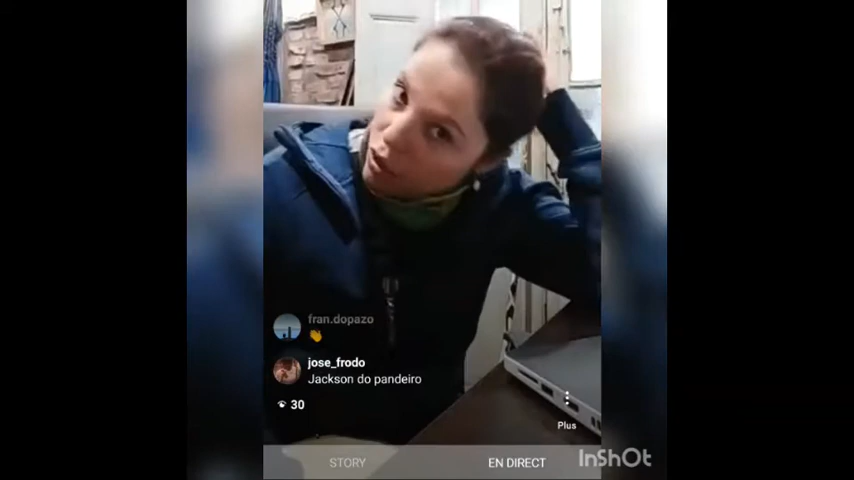 fran.dopazo
👏
jose_frodo
Jackson do pandeiro
30
Plus
STORY
EN DIRECT
InShOt